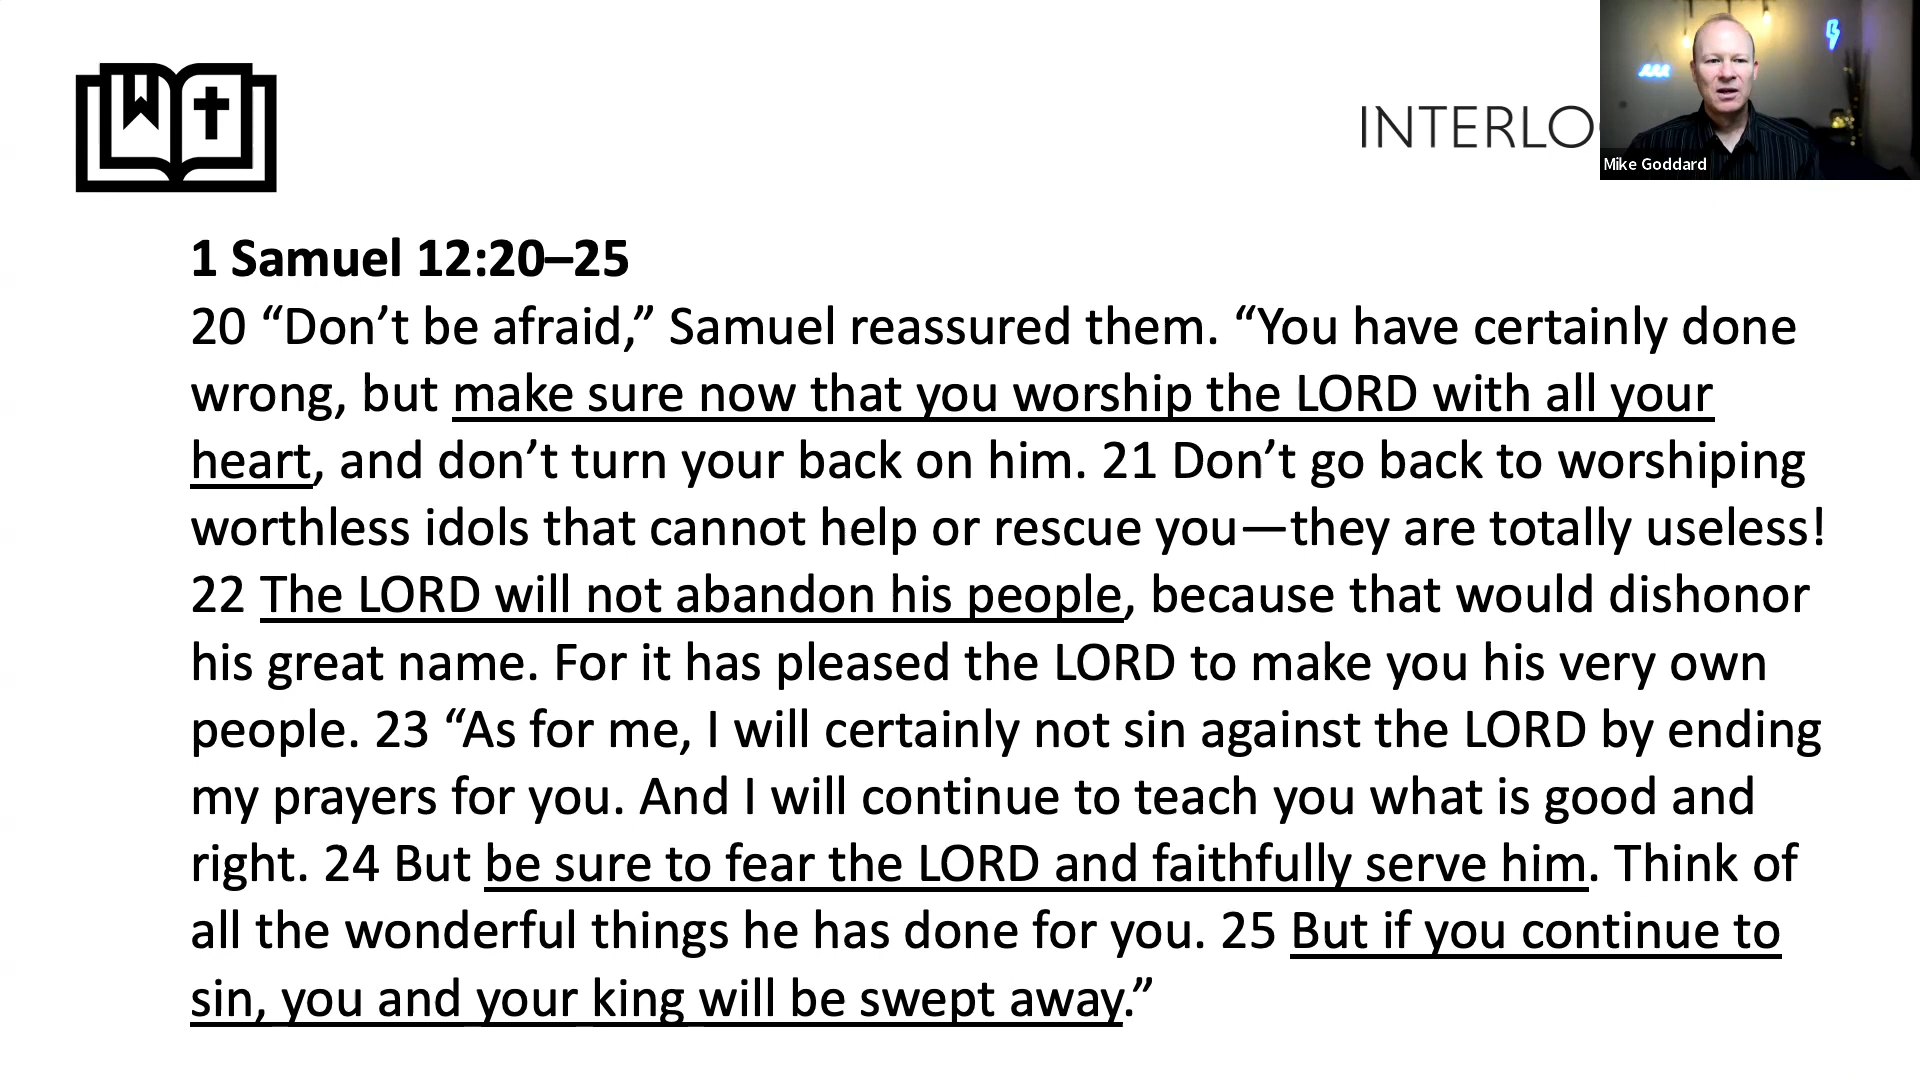 INTERLO
Mike Goddard
1 Samuel 12:20–25
20 “Don’t be afraid,” Samuel reassured them. “You have certainly done
wrong, but make sure now that you worship the LORD with all your
heart, and don’t turn your back on him. 21 Don’t go back to worshiping
worthless idols that cannot help or rescue you—they are totally useless!
22 The LORD will not abandon his people, because that would dishonor
his great name. For it has pleased the LORD to make you his very own
people. 23 “As for me, I will certainly not sin against the LORD by ending
my prayers for you. And I will continue to teach you what is good and
right. 24 But be sure to fear the LORD and faithfully serve him. Think of
all the wonderful things he has done for you. 25 But if you continue to
sin, you and your king will be swept away.”